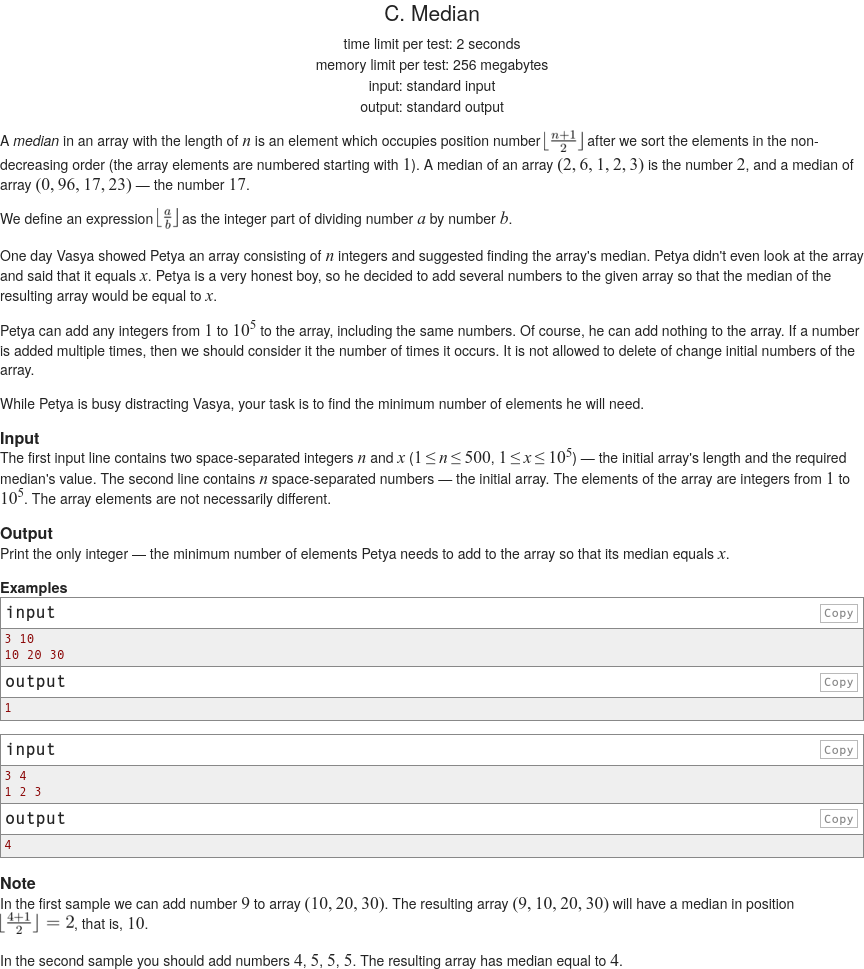 C. Median
time limit per test: 2 seconds
memory limit per test: 256 megabytes
input: standard input
output: standard output
A median in an array with the length of n is an element which occupies position number ⌊(n+1)/2⌋ after we sort the elements in the non-
decreasing order (the array elements are numbered starting with 1). A median of an array (2, 6, 1, 2, 3) is the number 2, and a median of
array (0, 96, 17, 23) — the number 17.
We define an expression ⌊a/b⌋ as the integer part of dividing number a by number b.
One day Vasya showed Petya an array consisting of n integers and suggested finding the array's median. Petya didn't even look at the array
and said that it equals x. Petya is a very honest boy, so he decided to add several numbers to the given array so that the median of the
resulting array would be equal to x.
Petya can add any integers from 1 to 10⁵ to the array, including the same numbers. Of course, he can add nothing to the array. If a number
is added multiple times, then we should consider it the number of times it occurs. It is not allowed to delete of change initial numbers of the
array.
While Petya is busy distracting Vasya, your task is to find the minimum number of elements he will need.
Input
The first input line contains two space-separated integers n and x (1 ≤ n ≤ 500, 1 ≤ x ≤ 10⁵) — the initial array's length and the required
median's value. The second line contains n space-separated numbers — the initial array. The elements of the array are integers from 1 to
10⁵. The array elements are not necessarily different.
Output
Print the only integer — the minimum number of elements Petya needs to add to the array so that its median equals x.
Examples
input Copy
3 10
10 20 30
output Copy
1
input Copy
3 4
1 2 3
output Copy
4
Note
In the first sample we can add number 9 to array (10, 20, 30). The resulting array (9, 10, 20, 30) will have a median in position
⌊(4+1)/2⌋ = 2, that is, 10.
In the second sample you should add numbers 4, 5, 5, 5. The resulting array has median equal to 4.